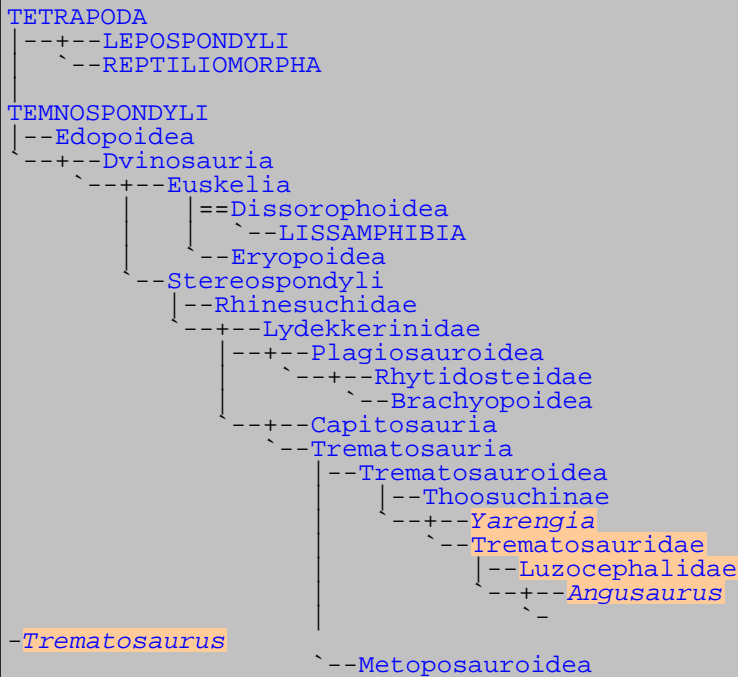 TETRAPODA
|--+--LEPOSPONDYLI
|  `--REPTILIOMORPHA
|
TEMNOSPONDYLI
|--Edopoidea
`--+--Dvinosauria
    `--+--Euskelia
       |   |==Dissorophoidea
       |   |  `--LISSAMPHIBIA
       |   `--Eryopoidea
       `--Stereospondyli
          |--Rhinesuchidae
          `--+--Lydekkerinidae
             |--+--Plagiosauroidea
             |   `--+--Rhytidosteidae
             |       `--Brachyopoidea
             `--+--Capitosauria
                `--Trematosauria
                   |--Trematosauroidea
                   |   |--Thoosuchinae
                   |   `--+--Yarengia
                   |      `--Trematosauridae
                   |         |--Luzocephalidae
                   |         `--+--Angusaurus
                   |            `-
-Trematosaurus
                   `--Metoposauroidea